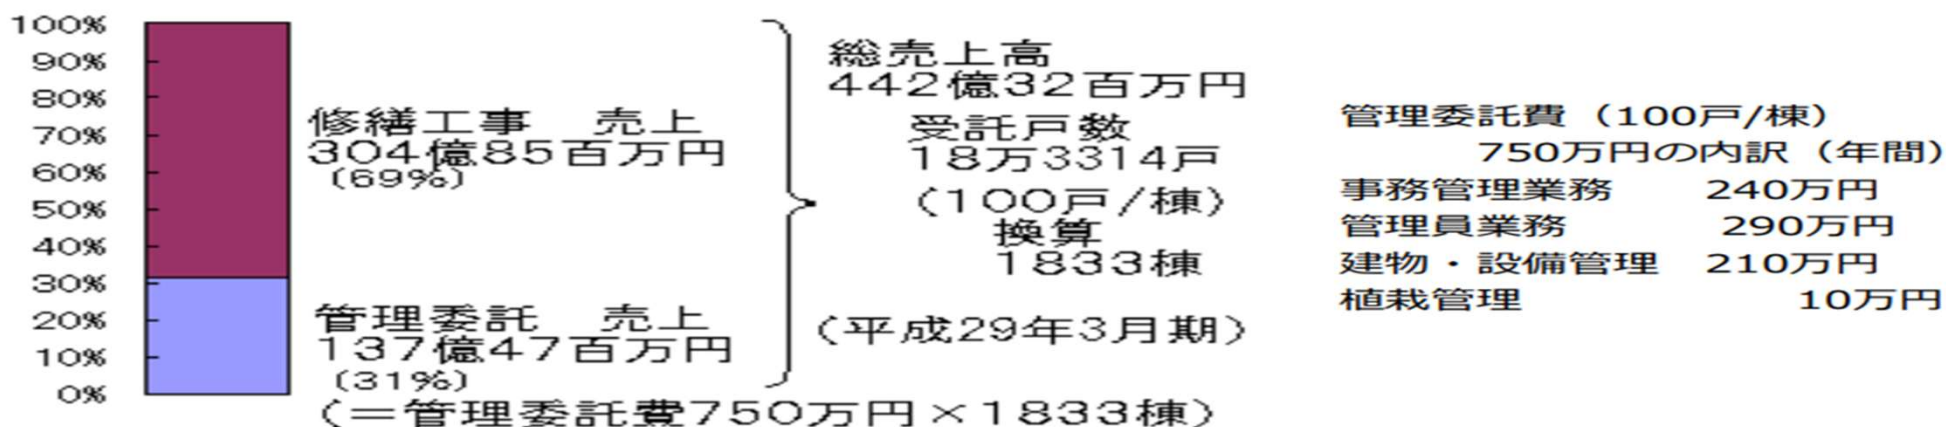 100%
90%
80%
70%
60%
50%
40%
30%
20%
10%
0%
修繕工事　売上
304億85百万円
(69%)
管理委託　売上
137億47百万円
(31%)
(=管理委託費750万円×1833棟)
総売上高
442億32百万円
受託戸数
18万3314戸
(100戸/棟)
換算
1833棟
(平成29年3月期)
管理委託費（100戸/棟）
750万円の内訳（年間）
事務管理業務　240万円
管理員業務　290万円
建物・設備管理　210万円
植栽管理　10万円